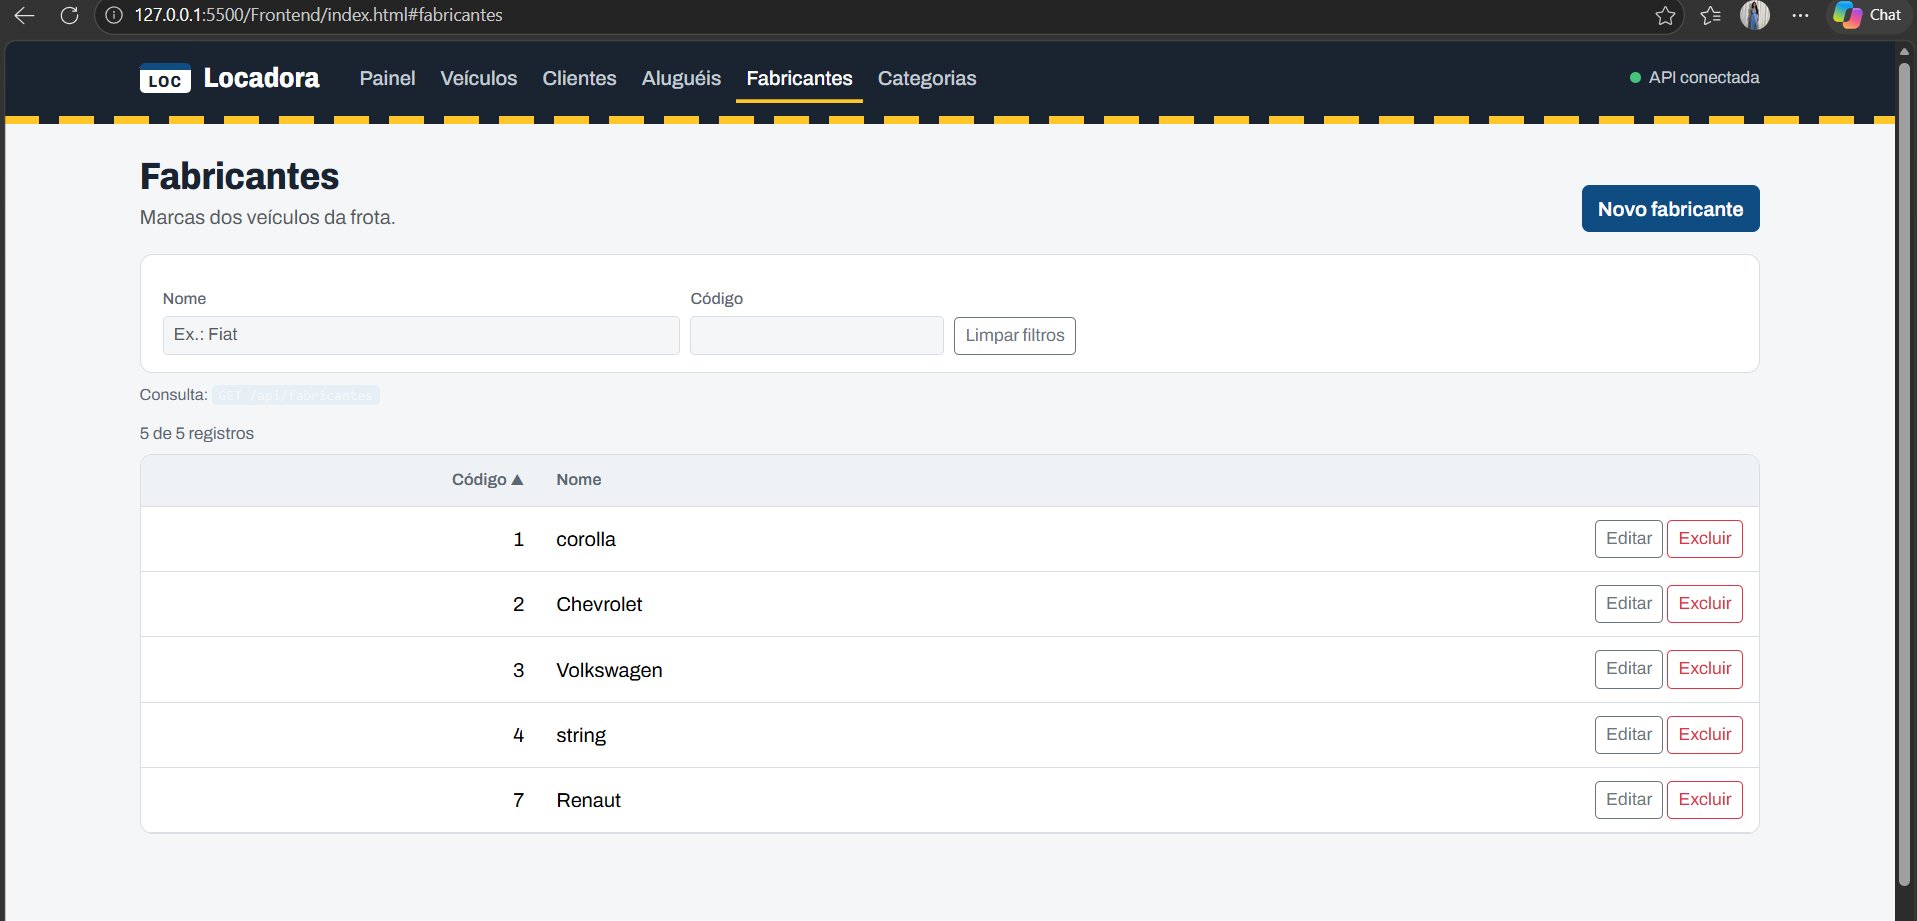 127.0.0.1:5500/Frontend/index.html#fabricantes
Chat
LOC Locadora Painel Veículos Clientes Aluguéis Fabricantes Categorias API conectada
Fabricantes
Marcas dos veículos da frota.
Novo fabricante
Nome Código
Ex.: Fiat Limpar filtros
Consulta: GET /api/fabricantes
5 de 5 registros
Código ▲ Nome
1 corolla Editar Excluir
2 Chevrolet Editar Excluir
3 Volkswagen Editar Excluir
4 string Editar Excluir
7 Renaut Editar Excluir